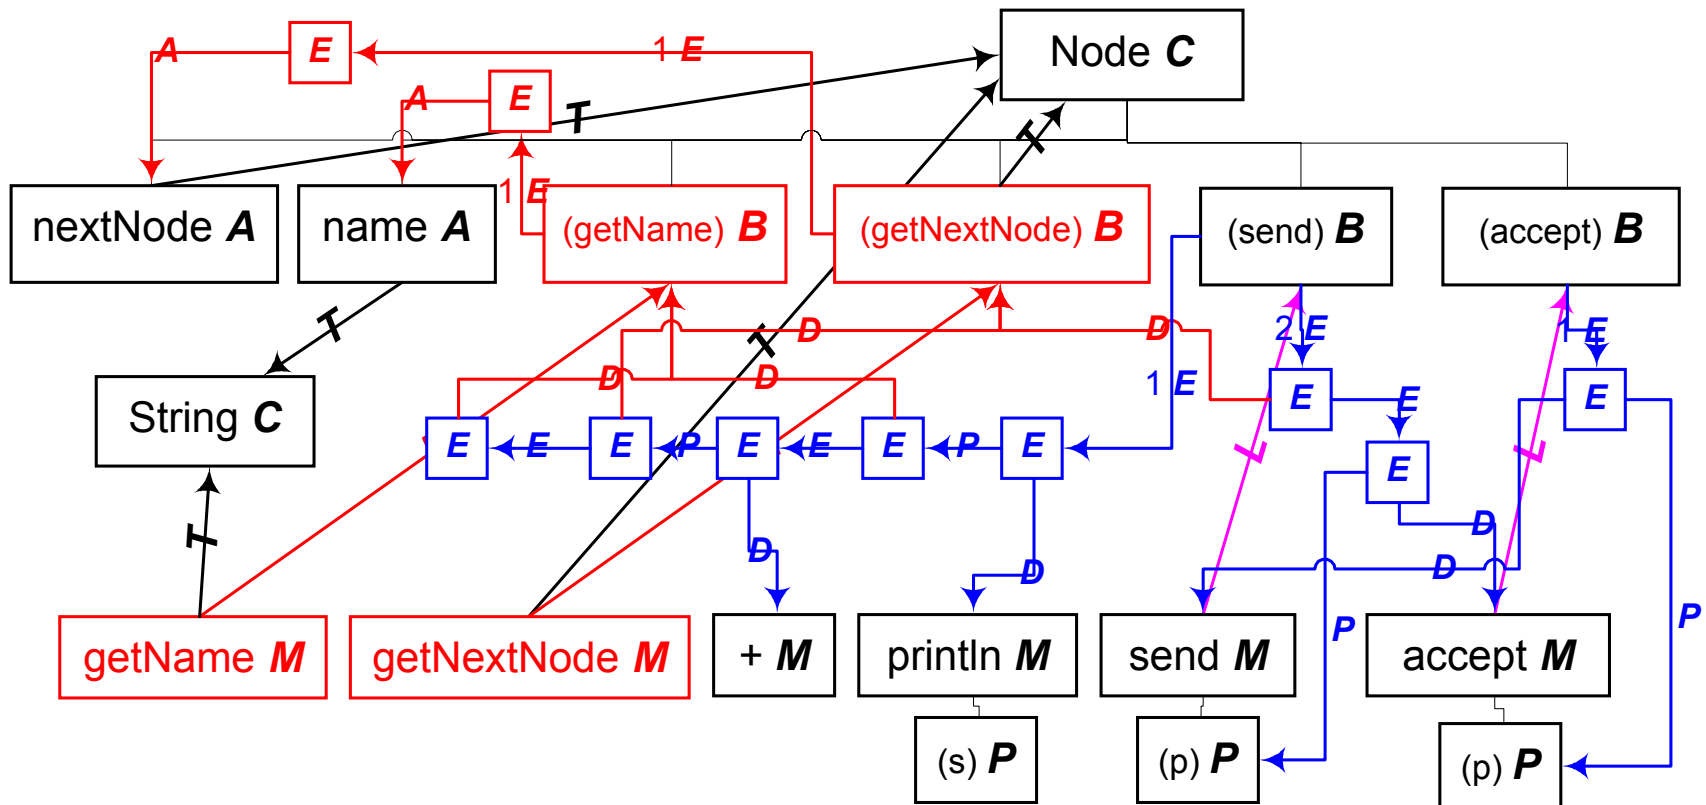 A E 1 E Node C
A E T
T
1 E
nextNode A name A (getName) B (getNextNode) B (send) B (accept) B
T D T D 2 E 1 E
D D 1 E
String C E E E
E E E P E E E P E
L L E
T D D
D D P P
getName M getNextNode M + M println M send M accept M
(s) P (p) P (p) P